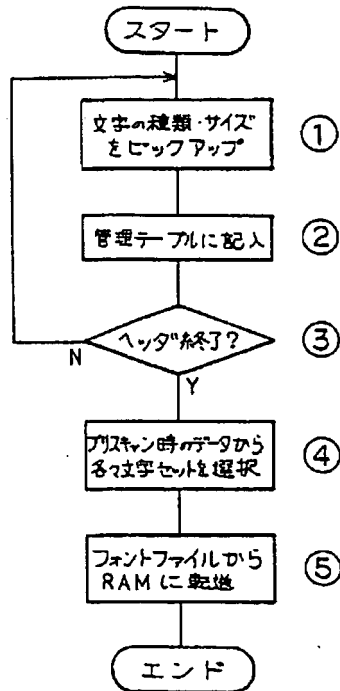 スタート
文字の種類・サイズ
をピックアップ
①
管理テーブルに記入
②
ヘッダ終了?
③
N
Y
プリスキャン時のデータから
各々文字セットを選択
④
フォントファイルから
RAMに転送
⑤
エンド